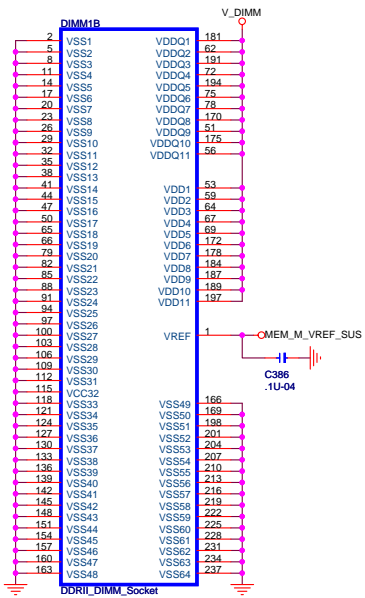 V_DIMM
DIMM1B
2 VSS1 VDDQ1 181
5 VSS2 VDDQ2 62
8 VSS3 VDDQ3 191
11 VSS4 VDDQ4 72
14 VSS5 VDDQ5 194
17 VSS6 VDDQ6 75
20 VSS7 VDDQ7 78
23 VSS8 VDDQ8 170
26 VSS9 VDDQ9 51
29 VSS10 VDDQ10 175
32 VSS11 VDDQ11 56
35 VSS12
38 VSS13
41 VSS14 VDD1 53
44 VSS15 VDD2 59
47 VSS16 VDD3 64
50 VSS17 VDD4 67
65 VSS18 VDD5 69
66 VSS19 VDD6 172
79 VSS20 VDD7 178
82 VSS21 VDD8 184
85 VSS22 VDD9 187
88 VSS23 VDD10 189
91 VSS24 VDD11 197
94 VSS25
97 VSS26
100 VSS27 VREF 1 MEM_M_VREF_SUS
103 VSS28
106 VSS29
109 VSS30
112 VSS31
115 VCC32
C386
.1U-04
118 VSS33 VSS49 166
121 VSS34 VSS50 169
124 VSS35 VSS51 198
127 VSS36 VSS52 201
130 VSS37 VSS53 204
133 VSS38 VSS54 207
136 VSS39 VSS55 210
139 VSS40 VSS56 213
142 VSS41 VSS57 216
145 VSS42 VSS58 219
148 VSS43 VSS59 222
151 VSS44 VSS60 225
154 VSS45 VSS61 228
157 VSS46 VSS62 231
160 VSS47 VSS63 234
163 VSS48 VSS64 237
DDRII_DIMM_Socket